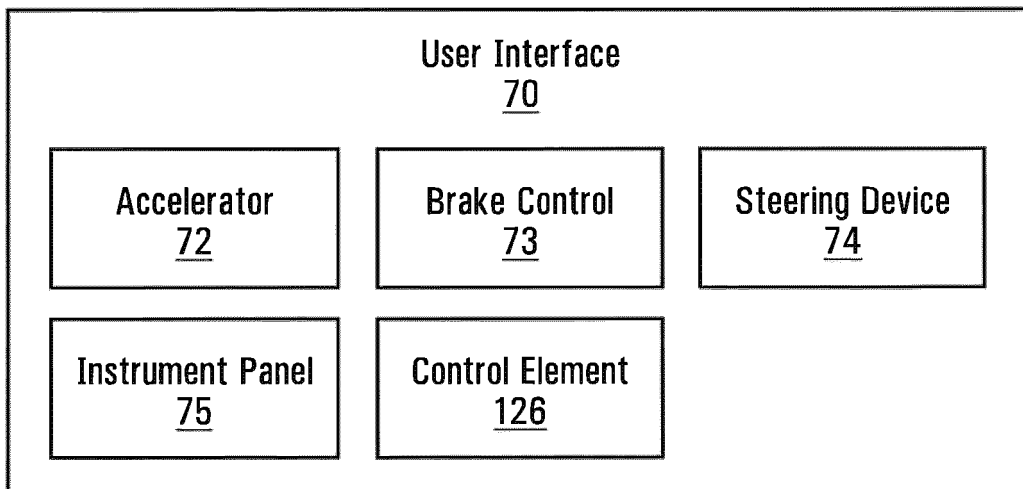 User Interface
70
Accelerator
72
Brake Control
73
Steering Device
74
Instrument Panel
75
Control Element
126